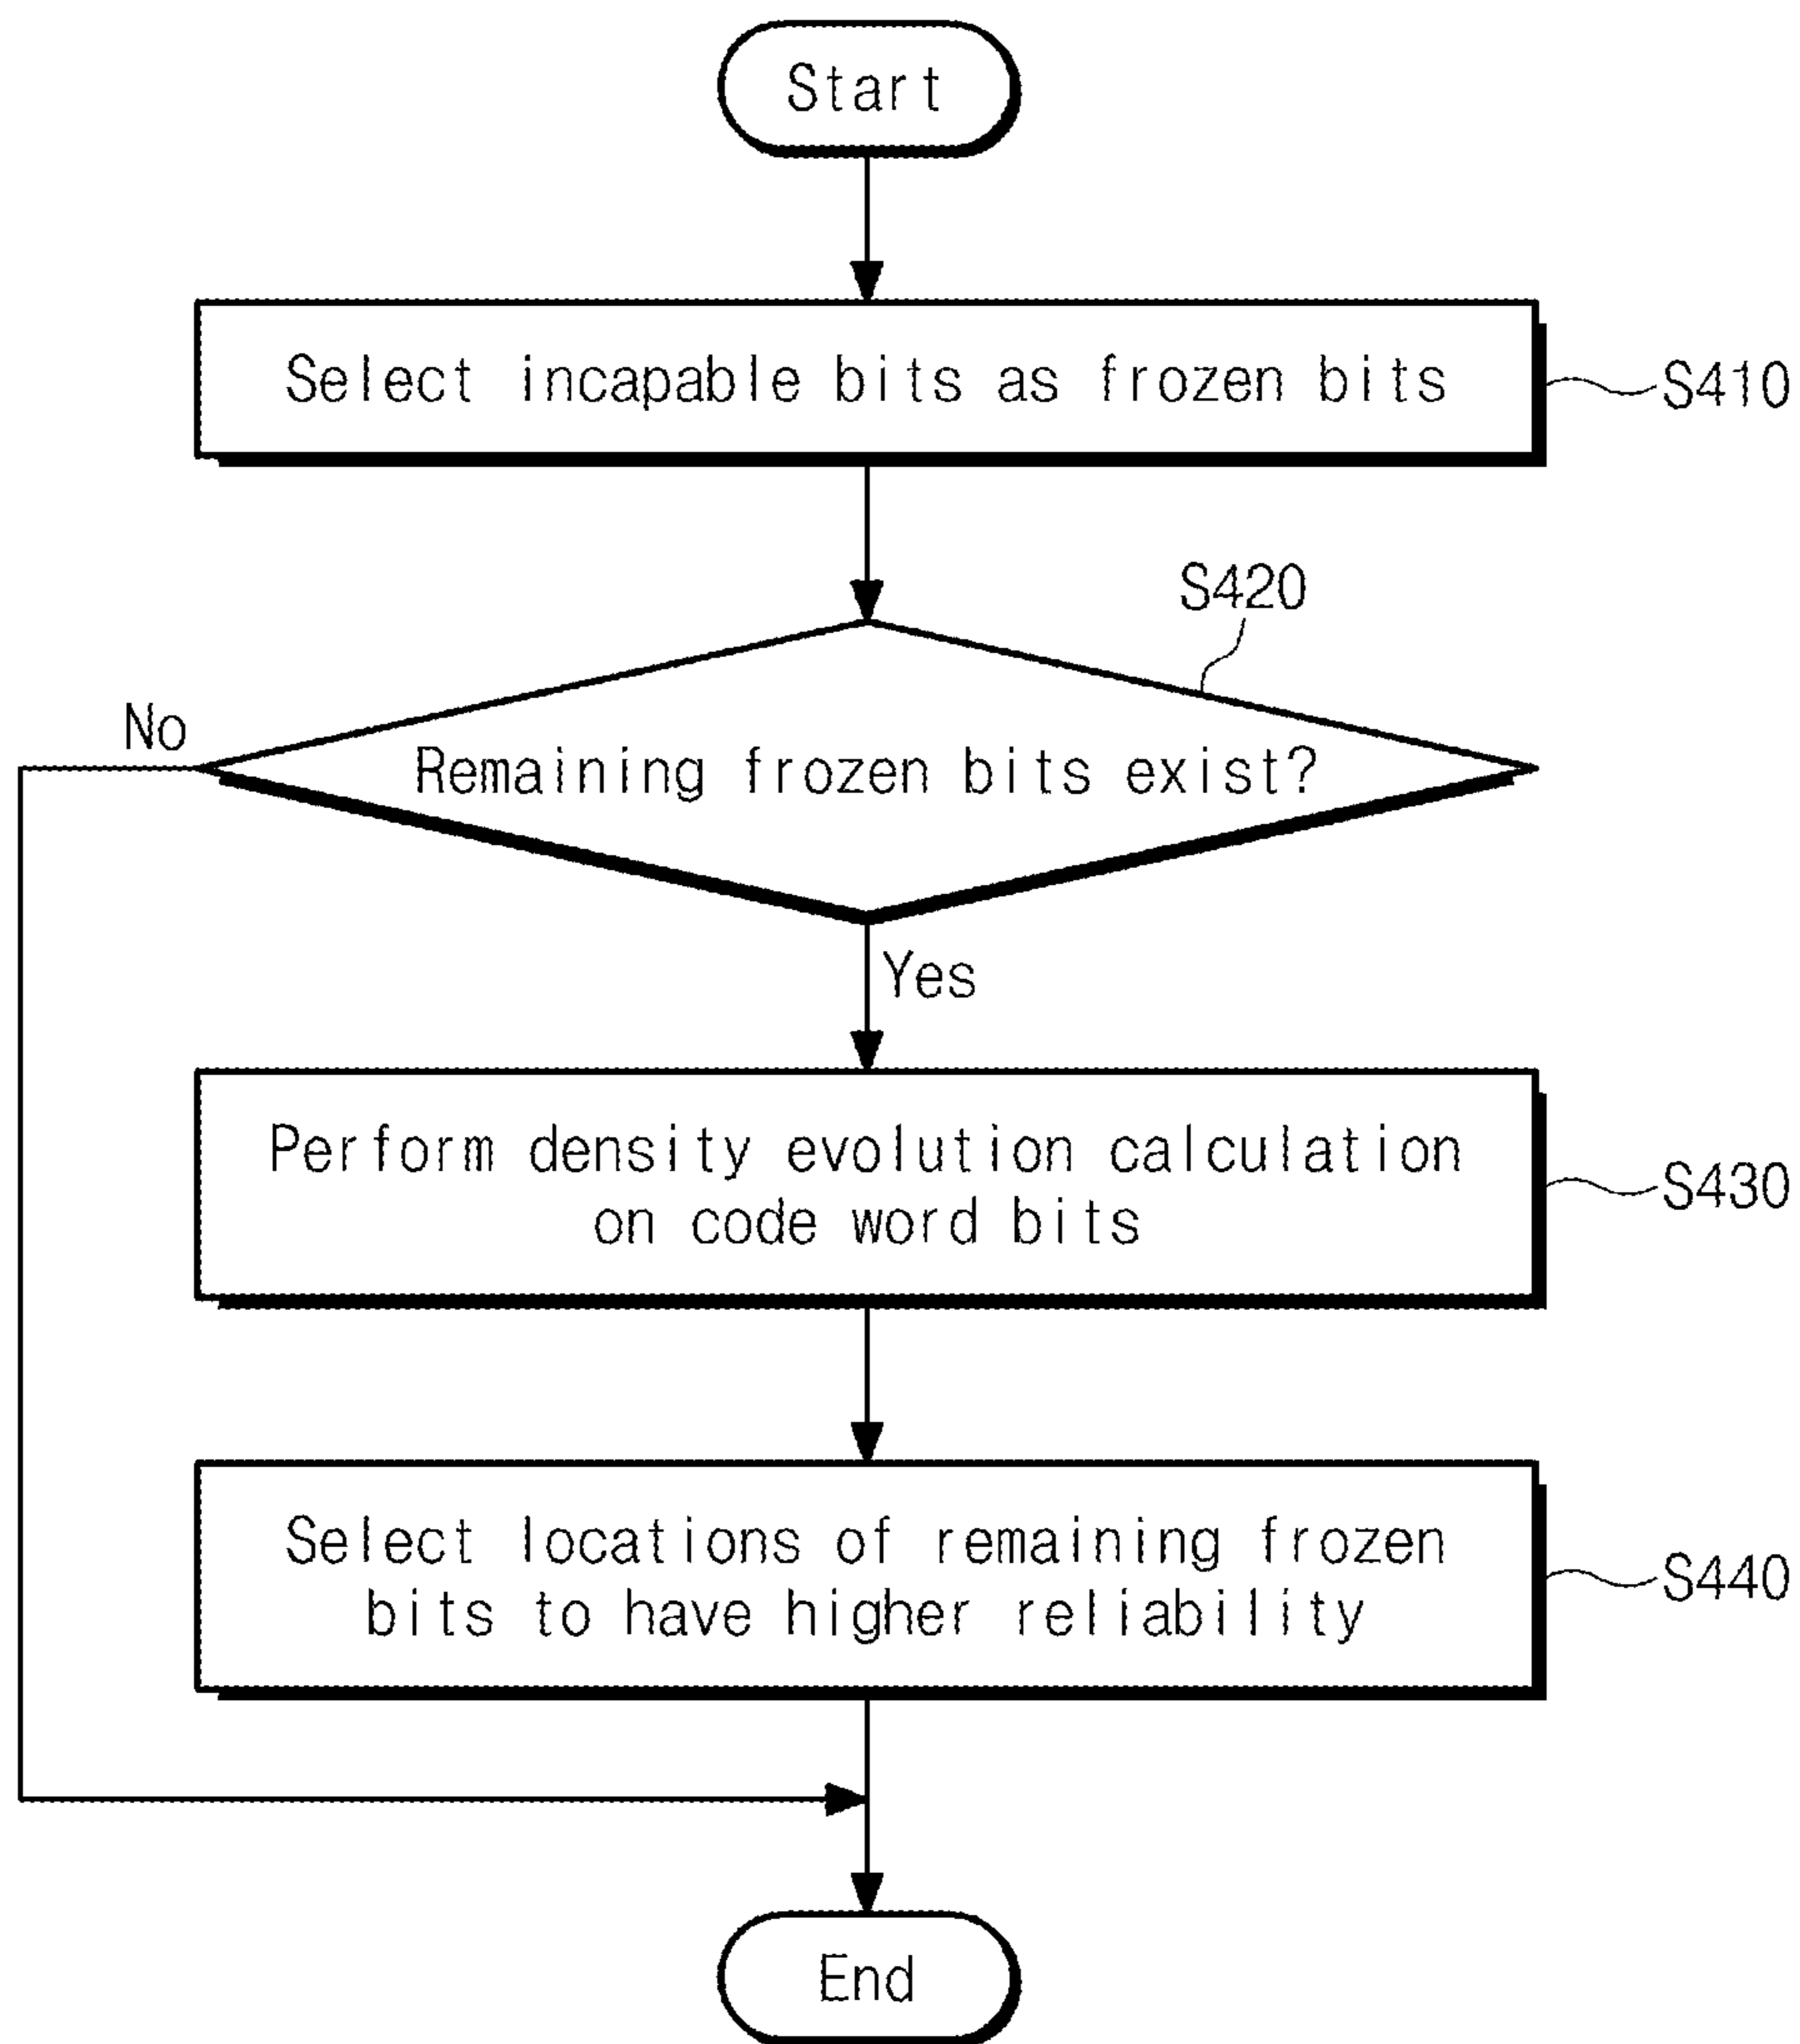 Start
Select incapable bits as frozen bits
S410
S420
No
Remaining frozen bits exist?
Yes
Perform density evolution calculation
on code word bits
S430
Select locations of remaining frozen
bits to have higher reliability
S440
End